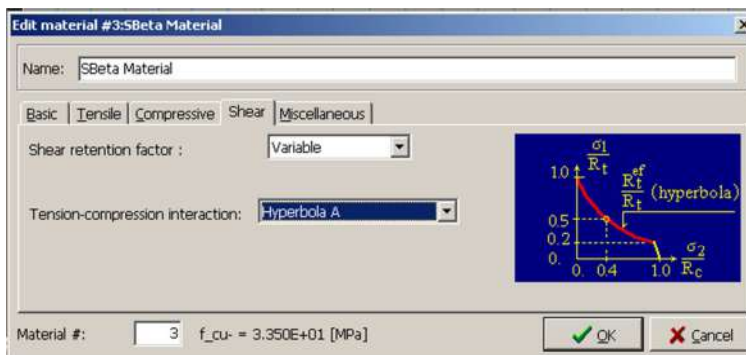 Edit material #3:SBeta Material
Name: SBeta Material
Basic Tensile Compressive Shear Miscellaneous
Shear retention factor : Variable
Tension-compression interaction: Hyperbola A
σ1
Rt
1.0
Rt^ef
Rt (hyperbola)
0.5
0.2
0.
σ2
Rc
0. 0.4 1.0
Material #: 3 f_cu- = 3.350E+01 [MPa]
OK Cancel